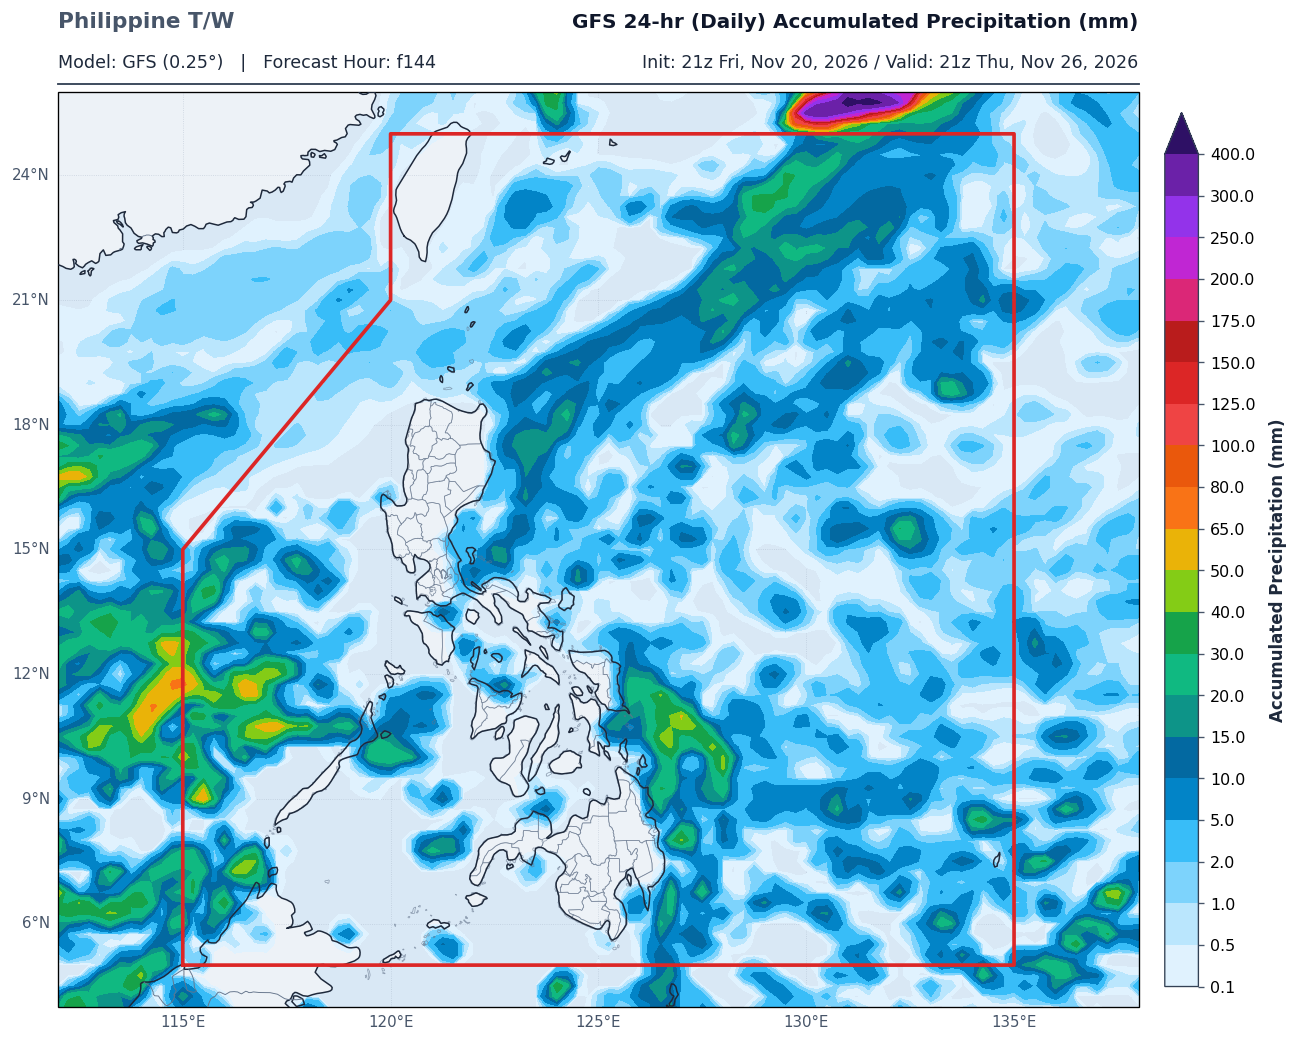 Philippine T/W
GFS 24-hr (Daily) Accumulated Precipitation (mm)
Model: GFS (0.25°)   |   Forecast Hour: f144
Init: 21z Fri, Nov 20, 2026 / Valid: 21z Thu, Nov 26, 2026
24°N
21°N
18°N
15°N
12°N
9°N
6°N
115°E
120°E
125°E
130°E
135°E
400.0
300.0
250.0
200.0
175.0
150.0
125.0
100.0
80.0
65.0
50.0
40.0
30.0
20.0
15.0
10.0
5.0
2.0
1.0
0.5
0.1
Accumulated Precipitation (mm)